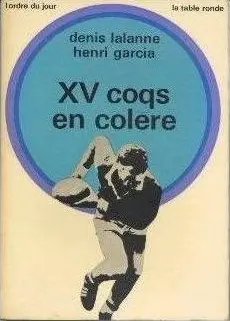 l'ordre du jour
la table ronde
denis lalanne
henri garcia
XV coqs
en colere